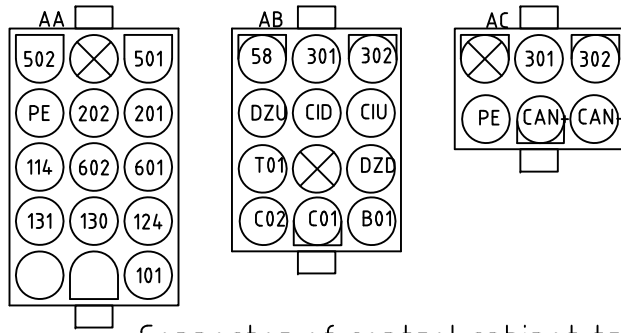 AA AB AC
502 501 58 301 302 301 302
PE 202 201 DZU CID CIU PE CAN- CAN-
114 602 601 T01 DZD
131 130 124 C02 C01 B01
101